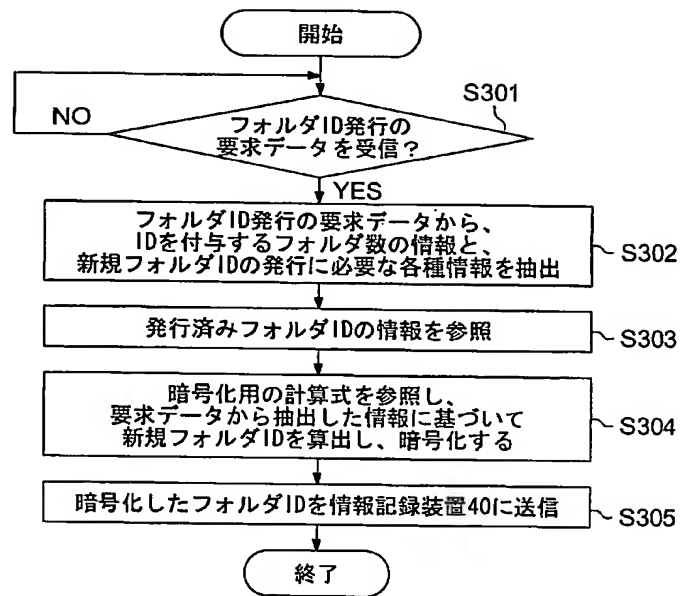 開始
S301
NO
フォルダID発行の
要求データを受信？
YES
フォルダID発行の要求データから、
IDを付与するフォルダ数の情報と、
新規フォルダIDの発行に必要な各種情報を抽出
S302
発行済みフォルダIDの情報を参照
S303
暗号化用の計算式を参照し、
要求データから抽出した情報に基づいて
新規フォルダIDを算出し、暗号化する
S304
暗号化したフォルダIDを情報記録装置40に送信
S305
終了